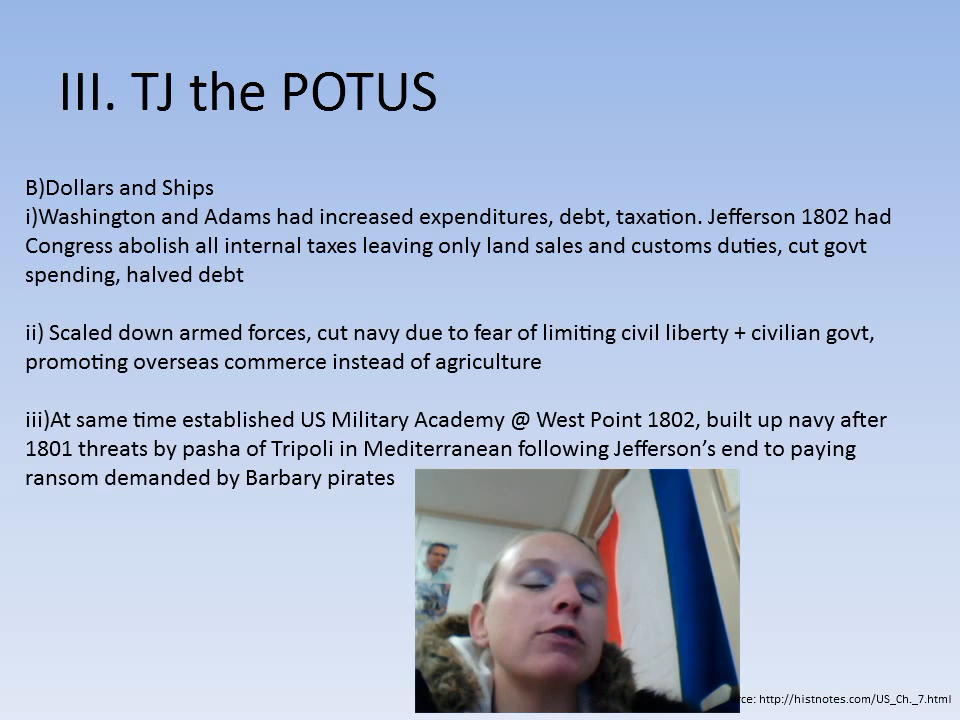 III. TJ the POTUS
B)Dollars and Ships
i)Washington and Adams had increased expenditures, debt, taxation. Jefferson 1802 had
Congress abolish all internal taxes leaving only land sales and customs duties, cut govt
spending, halved debt
ii) Scaled down armed forces, cut navy due to fear of limiting civil liberty + civilian govt,
promoting overseas commerce instead of agriculture
iii)At same time established US Military Academy @ West Point 1802, built up navy after
1801 threats by pasha of Tripoli in Mediterranean following Jefferson’s end to paying
ransom demanded by Barbary pirates
http://histnotes.com/US_Ch._7.html